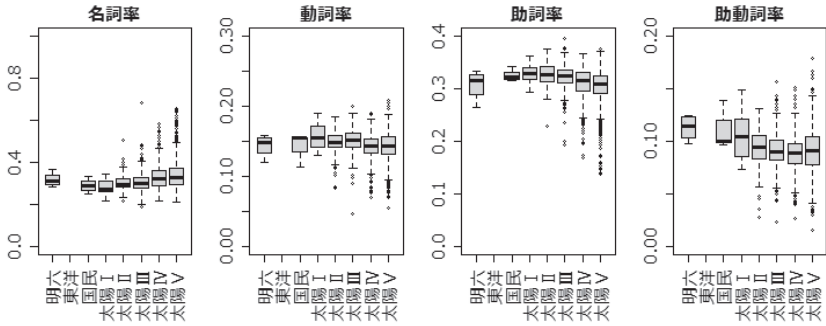 名詞率
動詞率
助詞率
助動詞率
0.0 0.4 0.8
0.00 0.10 0.20 0.30
0.0 0.1 0.2 0.3 0.4
0.00 0.10 0.20
明六 東洋 国民 太陽Ⅰ 太陽Ⅱ 太陽Ⅲ 太陽Ⅳ 太陽Ⅴ
明六 東洋 国民 太陽Ⅰ 太陽Ⅱ 太陽Ⅲ 太陽Ⅳ 太陽Ⅴ
明六 東洋 国民 太陽Ⅰ 太陽Ⅱ 太陽Ⅲ 太陽Ⅳ 太陽Ⅴ
明六 東洋 国民 太陽Ⅰ 太陽Ⅱ 太陽Ⅲ 太陽Ⅳ 太陽Ⅴ